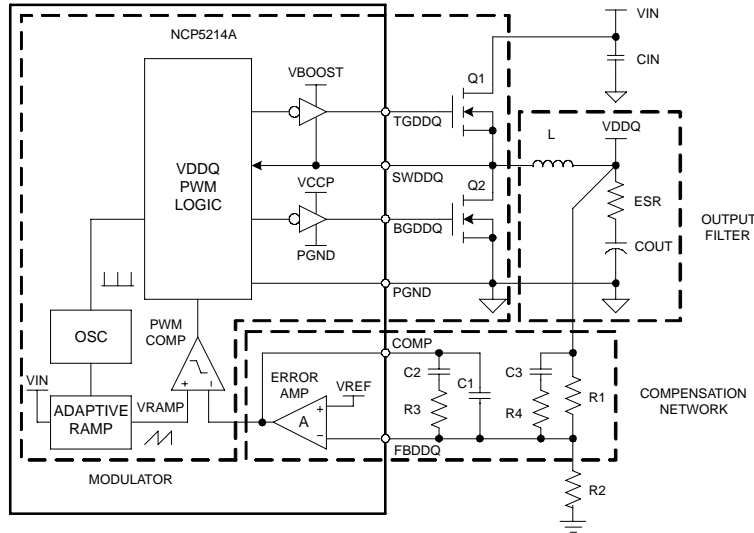 VIN
NCP5214A
CIN
VBOOST
Q1
TGDDQ
VDDQ
PWM
LOGIC
L
VDDQ
SWDDQ
VCCP
Q2
ESR
BGDDQ
COUT
OUTPUT
FILTER
PGND
PGND
OSC
PWM
COMP
COMP
VIN
ERROR
AMP
VREF
C2
C1
C3
R1
COMPENSATION
NETWORK
ADAPTIVE
RAMP
VRAMP
+
−
A
+
−
R3
R4
FBDDQ
MODULATOR
R2